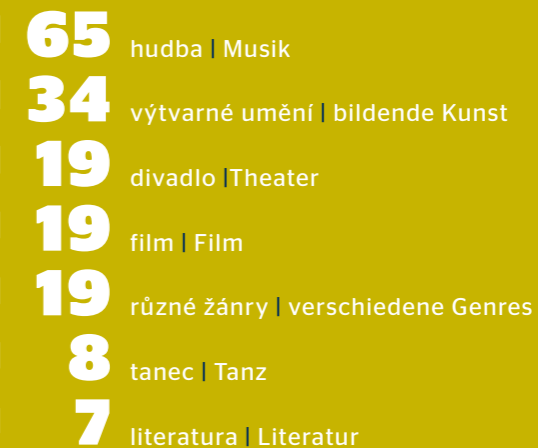 65 hudba | Musik
34 výtvarné umění | bildende Kunst
19 divadlo |Theater
19 film | Film
19 různé žánry | verschiedene Genres
8 tanec | Tanz
7 literatura | Literatur